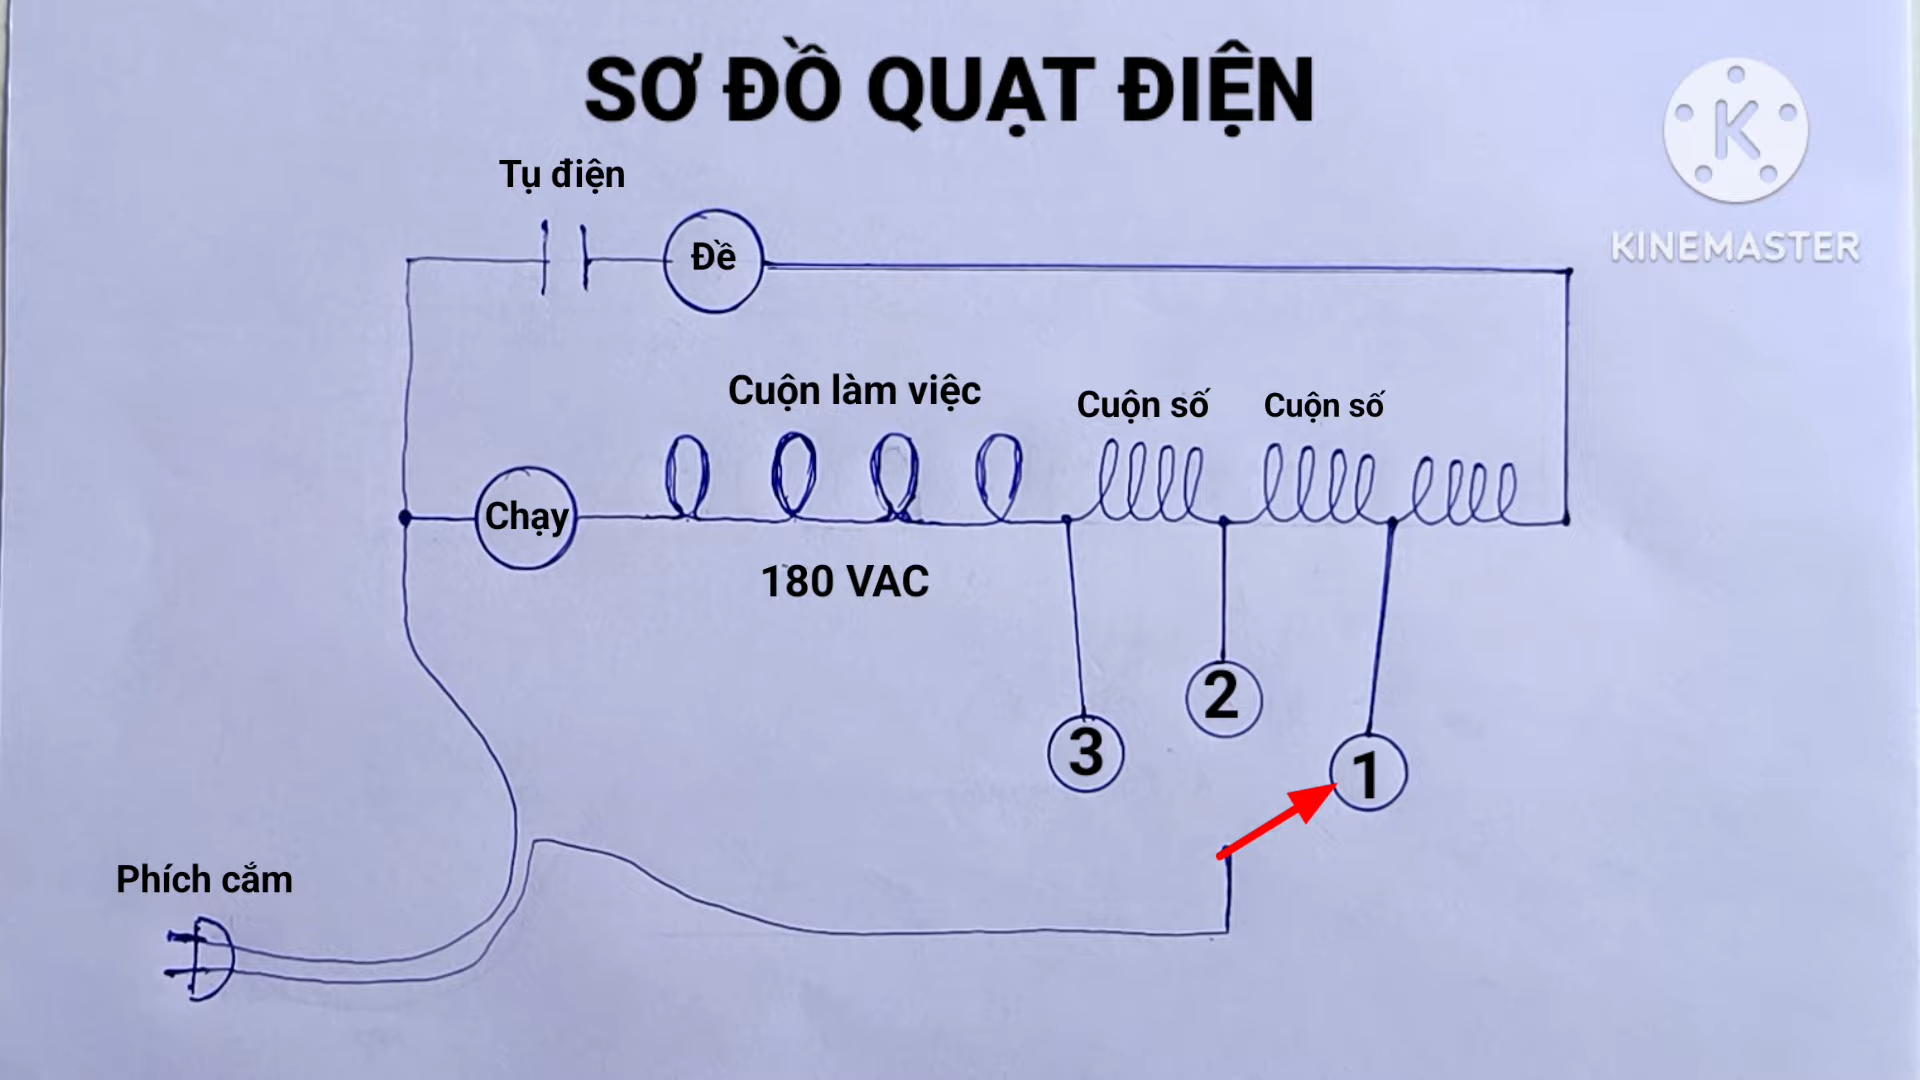 SƠ ĐỒ QUẠT ĐIỆN
K
KINEMASTER
Tụ điện
Đề
Cuộn làm việc
Cuộn số
Cuộn số
Chạy
180 VAC
2
3
1
Phích cắm